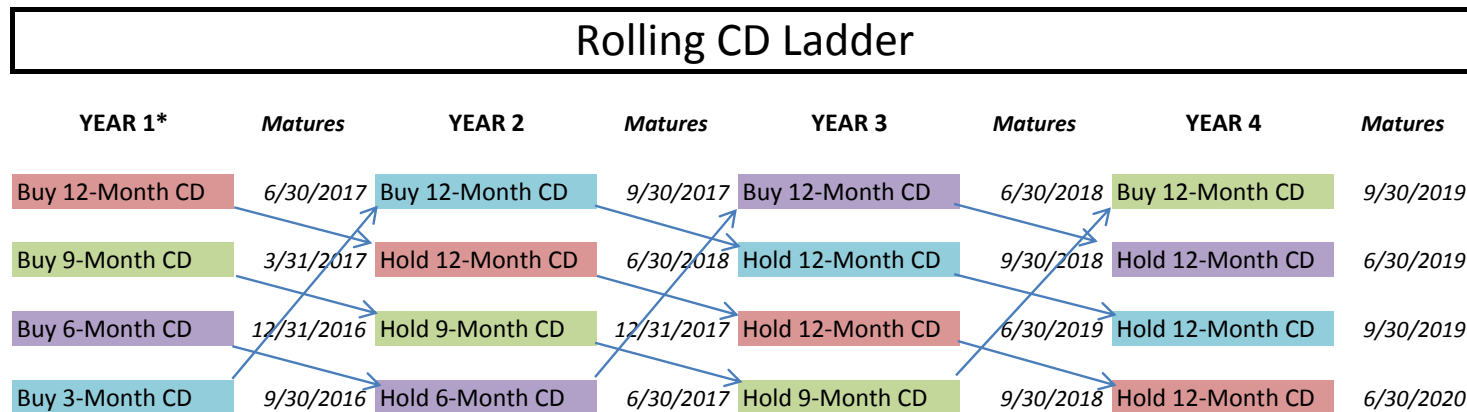 Rolling CD Ladder
YEAR 1* Matures YEAR 2 Matures YEAR 3 Matures YEAR 4 Matures
Buy 12-Month CD 6/30/2017 Buy 12-Month CD 9/30/2017 Buy 12-Month CD 6/30/2018 Buy 12-Month CD 9/30/2019
Buy 9-Month CD 3/31/2017 Hold 12-Month CD 6/30/2018 Hold 12-Month CD 9/30/2018 Hold 12-Month CD 6/30/2019
Buy 6-Month CD 12/31/2016 Hold 9-Month CD 12/31/2017 Hold 12-Month CD 6/30/2019 Hold 12-Month CD 9/30/2019
Buy 3-Month CD 9/30/2016 Hold 6-Month CD 6/30/2017 Hold 9-Month CD 9/30/2018 Hold 12-Month CD 6/30/2020